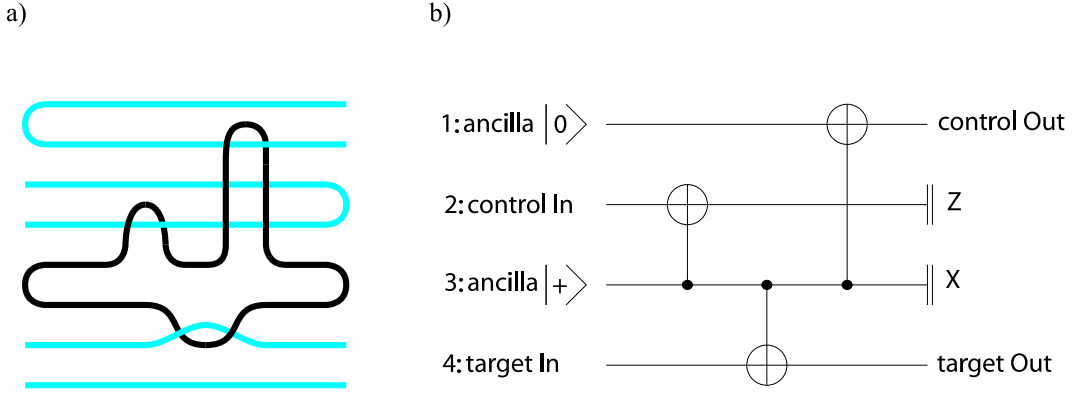 a)
b)
1:ancilla |0⟩ control Out
2:control In Z
3:ancilla |+⟩ X
4:target In target Out